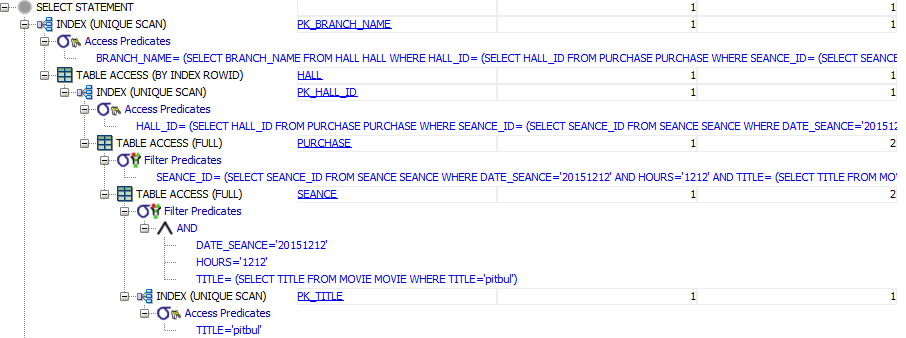 SELECT STATEMENT 1 1
INDEX (UNIQUE SCAN) PK_BRANCH_NAME 1 1
Access Predicates
BRANCH_NAME= (SELECT BRANCH_NAME FROM HALL HALL WHERE HALL_ID= (SELECT HALL_ID FROM PURCHASE PURCHASE WHERE SEANCE_ID= (SELECT SEANCE
TABLE ACCESS (BY INDEX ROWID) HALL 1 1
INDEX (UNIQUE SCAN) PK_HALL_ID 1 1
Access Predicates
HALL_ID= (SELECT HALL_ID FROM PURCHASE PURCHASE WHERE SEANCE_ID= (SELECT SEANCE_ID FROM SEANCE SEANCE WHERE DATE_SEANCE='201512
TABLE ACCESS (FULL) PURCHASE 1 2
Filter Predicates
SEANCE_ID= (SELECT SEANCE_ID FROM SEANCE SEANCE WHERE DATE_SEANCE='20151212' AND HOURS='1212' AND TITLE= (SELECT TITLE FROM MOV
TABLE ACCESS (FULL) SEANCE 1 2
Filter Predicates
AND
DATE_SEANCE='20151212'
HOURS='1212'
TITLE= (SELECT TITLE FROM MOVIE MOVIE WHERE TITLE='pitbul')
INDEX (UNIQUE SCAN) PK_TITLE 1 1
Access Predicates
TITLE='pitbul'